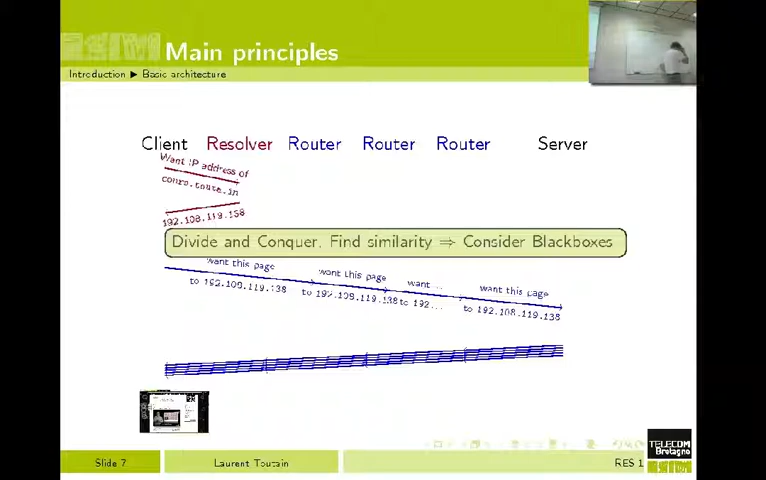 Main principles
Introduction ▶ Basic architecture
Client Resolver Router Router Router Server
Want IP address of
192.108.119.138
Divide and Conquer, Find similarity ⇒ Consider Blackboxes
want this page want this page want ... want this page
to 192.108.119.138 to 192.108.119.138 to 192... to 192.108.119.138
TELECOM
Bretagne
Slide 7 Laurent Toutain RES 1